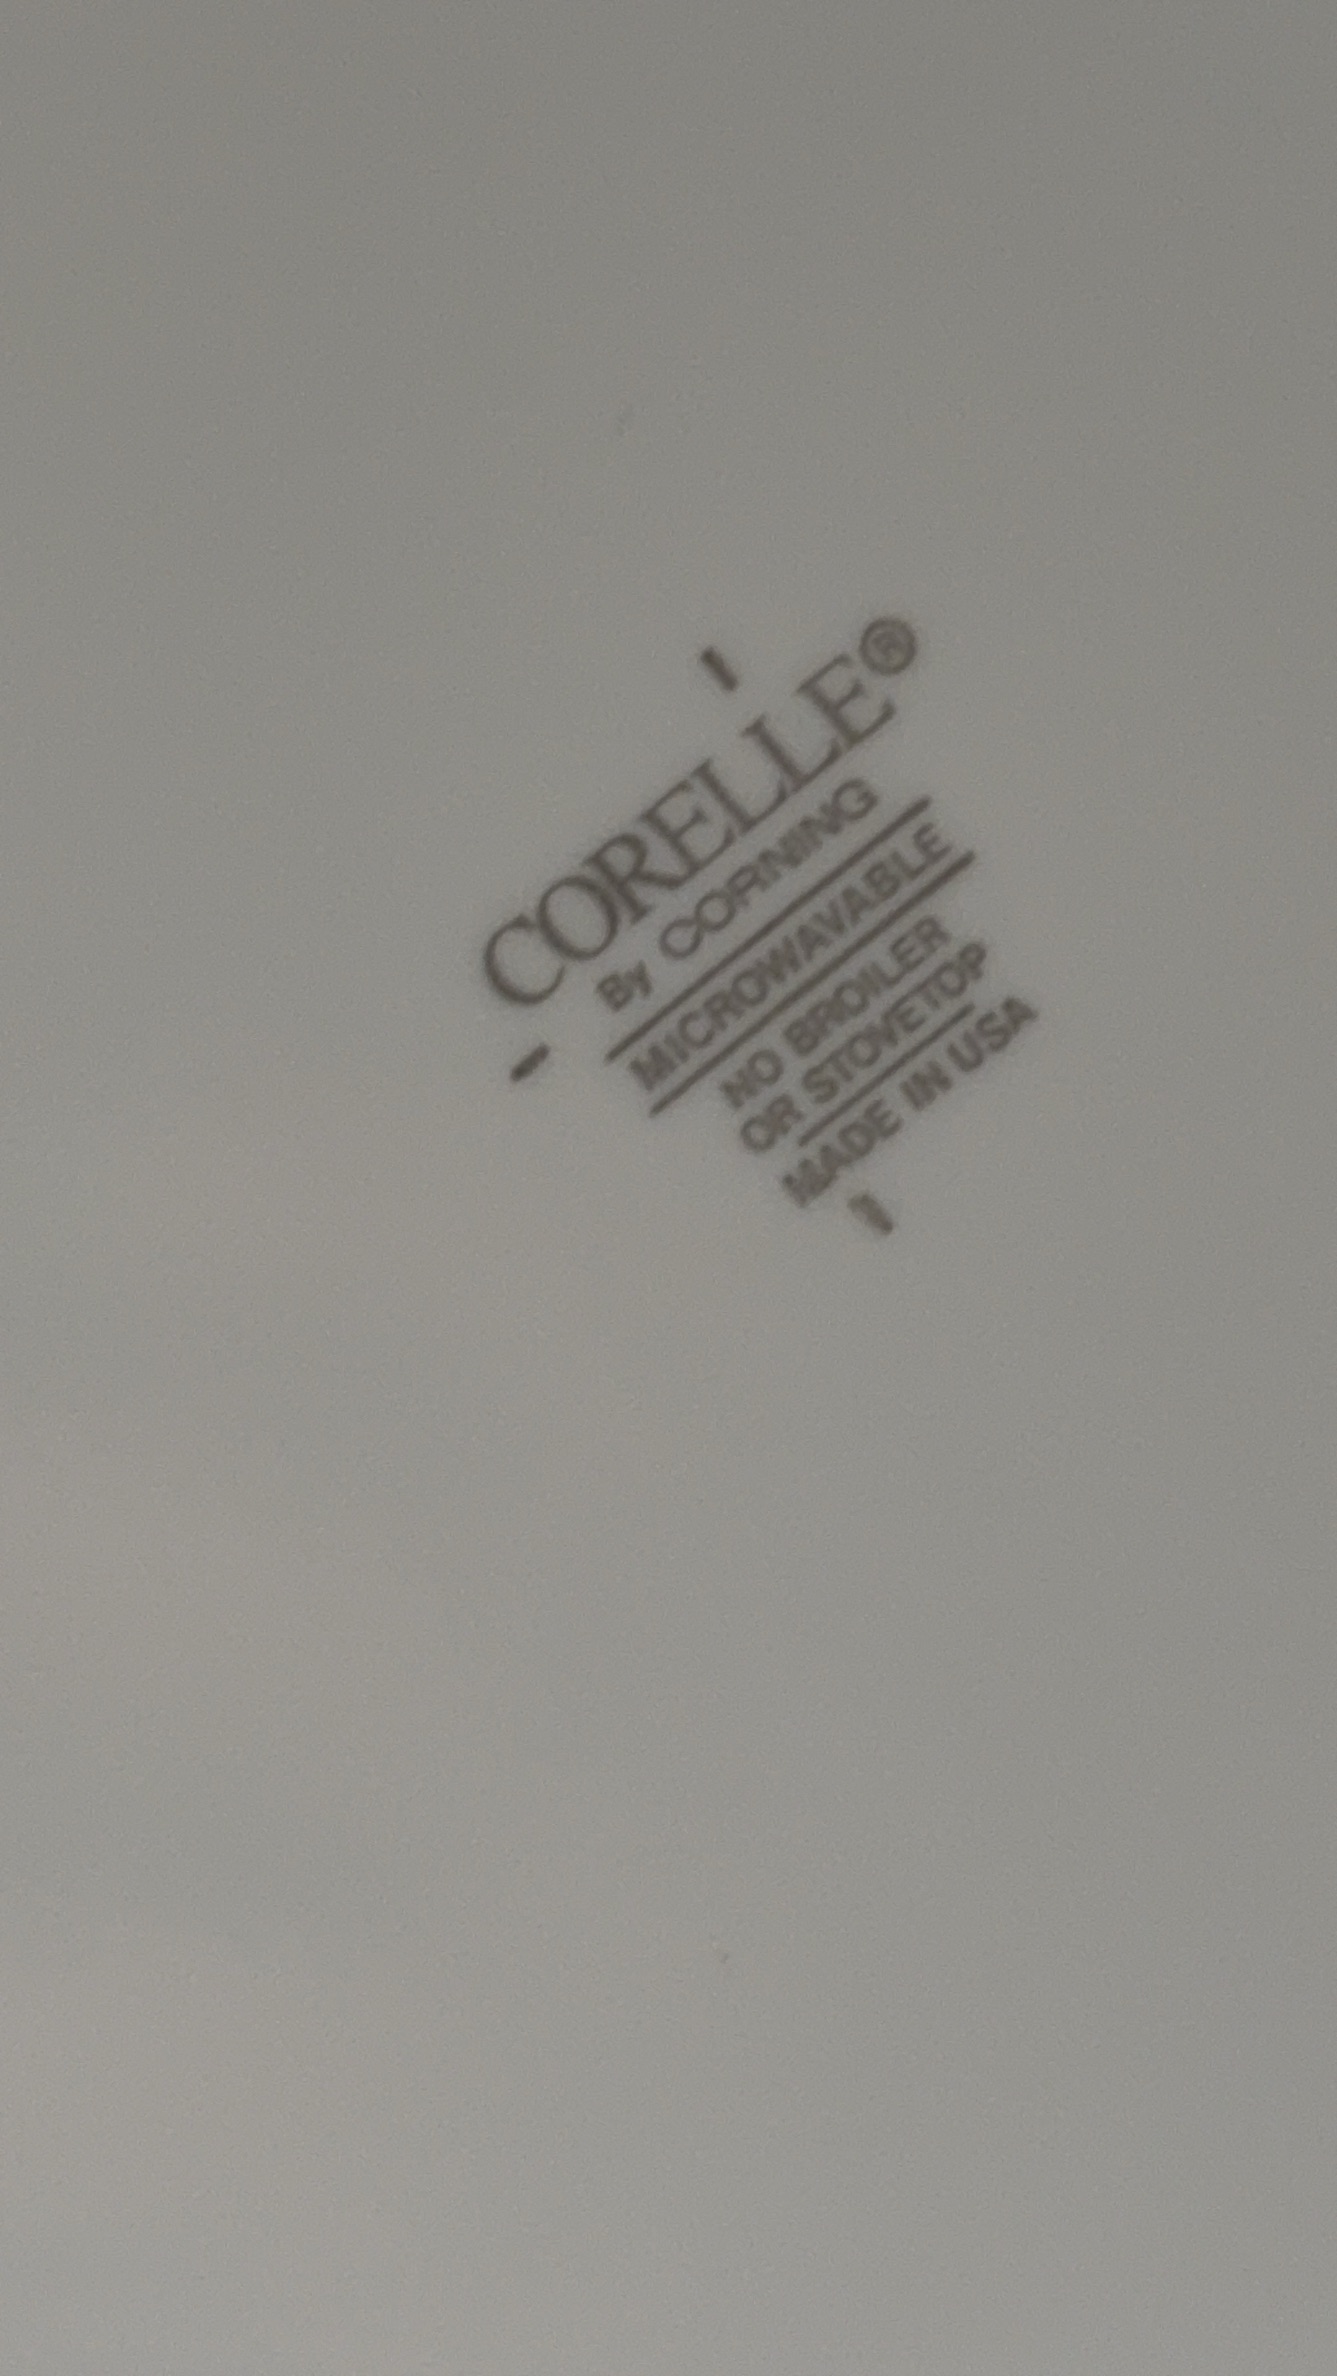 CORELLE®
By CORNING
MICROWAVABLE
NO BROILER
OR STOVETOP
MADE IN USA